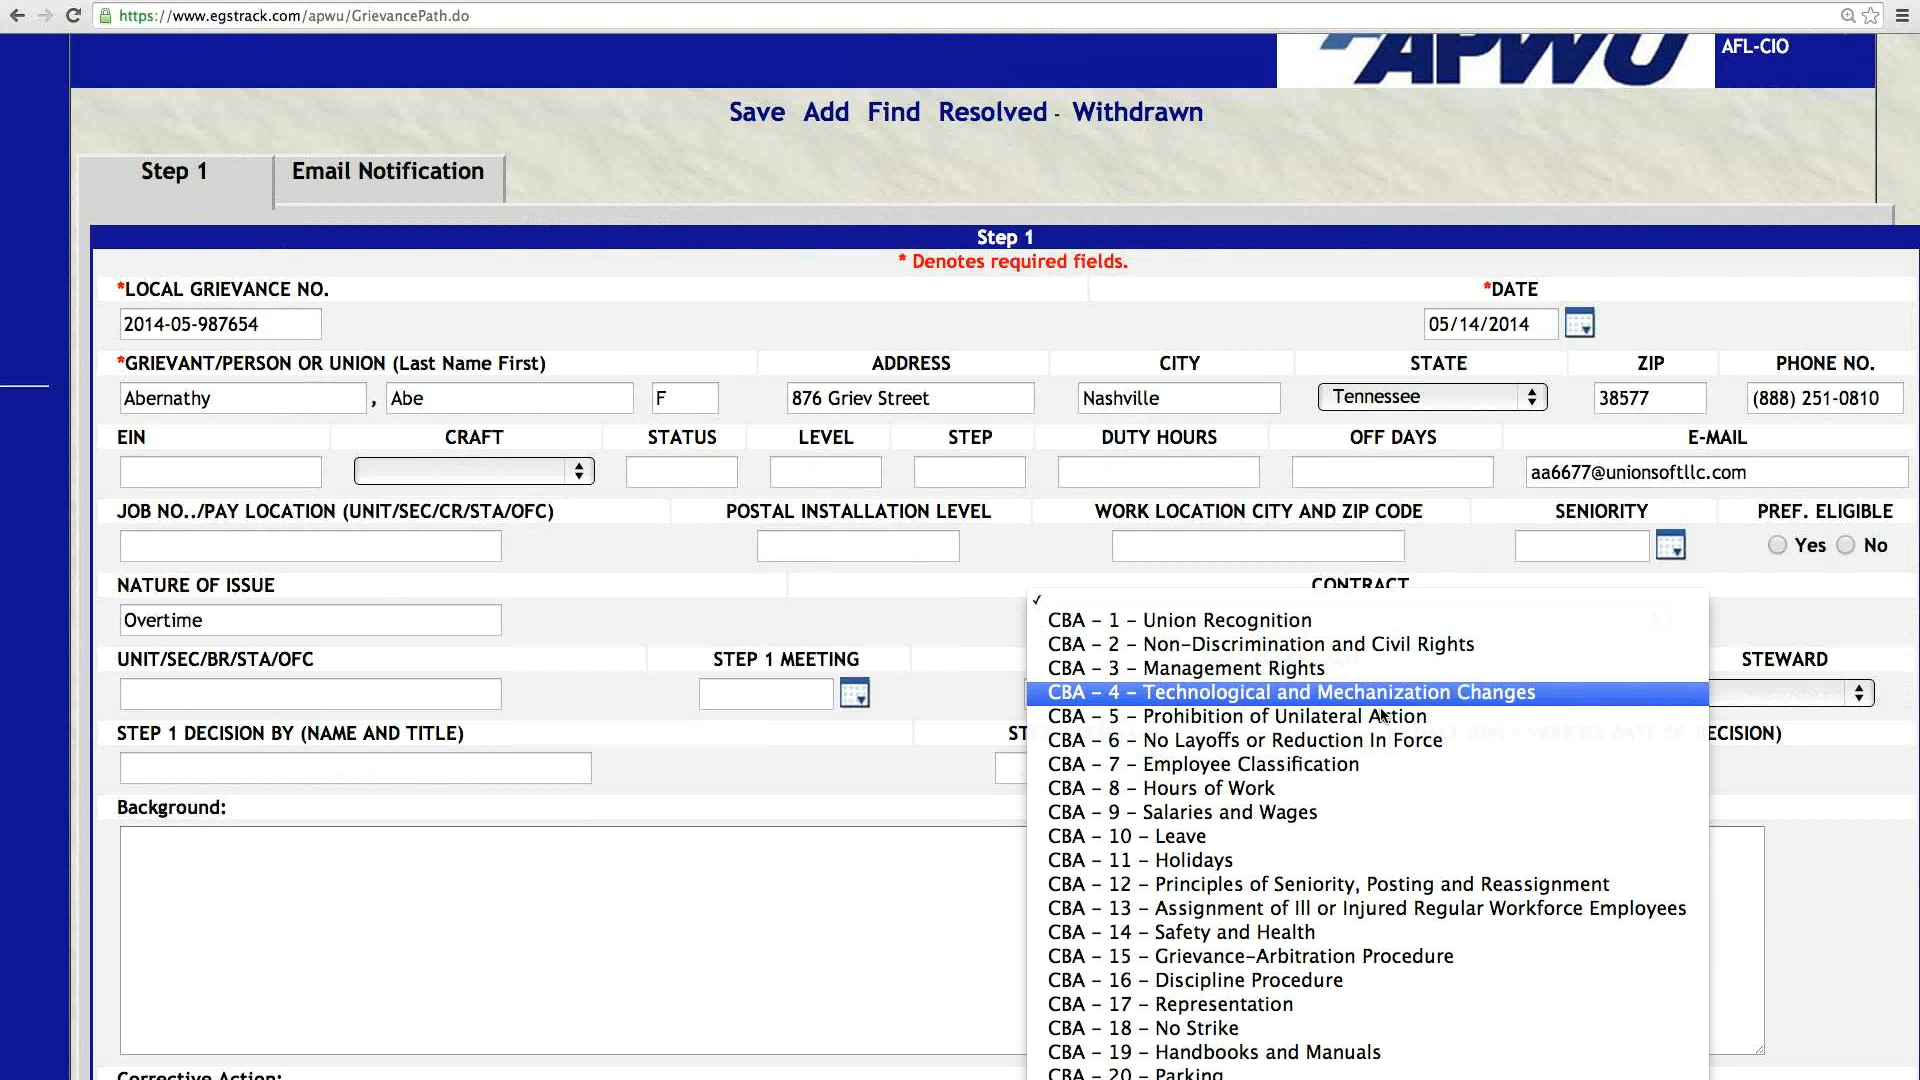 https://www.egstrack.com/apwu/GrievancePath.do
APWU
AFL-CIO
Save Add Find Resolved - Withdrawn
Step 1 Email Notification
Step 1
* Denotes required fields.
*LOCAL GRIEVANCE NO. *DATE
2014-05-987654 05/14/2014
*GRIEVANT/PERSON OR UNION (Last Name First) ADDRESS CITY STATE ZIP PHONE NO.
Abernathy , Abe F 876 Griev Street Nashville Tennessee 38577 (888) 251-0810
EIN CRAFT STATUS LEVEL STEP DUTY HOURS OFF DAYS E-MAIL
aa6677@unionsoftllc.com
JOB NO../PAY LOCATION (UNIT/SEC/CR/STA/OFC) POSTAL INSTALLATION LEVEL WORK LOCATION CITY AND ZIP CODE SENIORITY PREF. ELIGIBLE
Yes No
NATURE OF ISSUE CONTRACT
Overtime
UNIT/SEC/BR/STA/OFC STEP 1 MEETING STEWARD
STEP 1 DECISION BY (NAME AND TITLE) ST ECISION)
Background:
Corrective Action:
✓
CBA – 1 – Union Recognition
CBA – 2 – Non-Discrimination and Civil Rights
CBA – 3 – Management Rights
CBA – 4 – Technological and Mechanization Changes
CBA – 5 – Prohibition of Unilateral Action
CBA – 6 – No Layoffs or Reduction In Force
CBA – 7 – Employee Classification
CBA – 8 – Hours of Work
CBA – 9 – Salaries and Wages
CBA – 10 – Leave
CBA – 11 – Holidays
CBA – 12 – Principles of Seniority, Posting and Reassignment
CBA – 13 – Assignment of Ill or Injured Regular Workforce Employees
CBA – 14 – Safety and Health
CBA – 15 – Grievance-Arbitration Procedure
CBA – 16 – Discipline Procedure
CBA – 17 – Representation
CBA – 18 – No Strike
CBA – 19 – Handbooks and Manuals
CBA – 20 – Parking